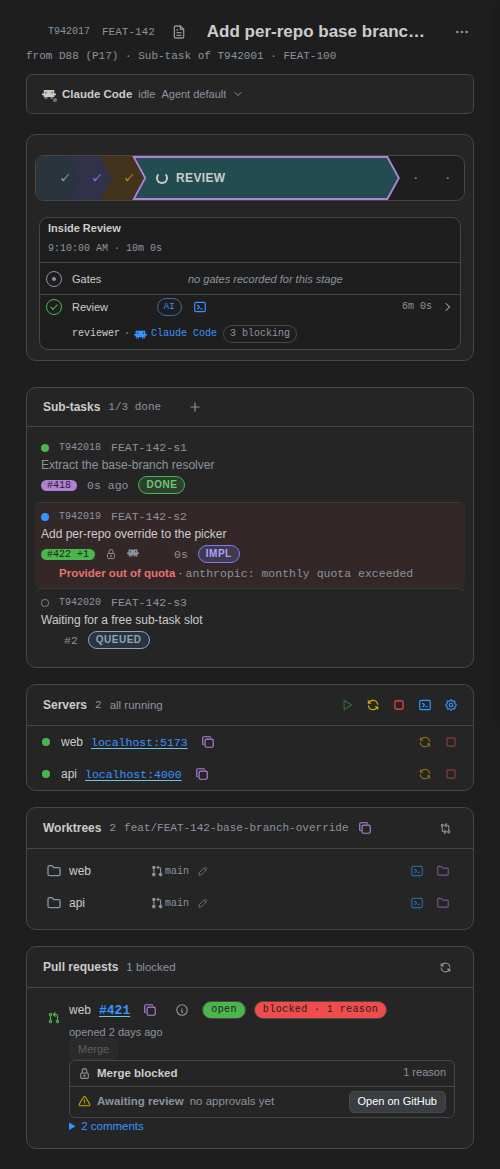 T942017 FEAT-142 Add per-repo base branc…
from D88 (P17) · Sub-task of T942001 · FEAT-100
Claude Code idle Agent default
REVIEW
Inside Review
9:10:00 AM · 10m 0s
Gates no gates recorded for this stage
Review AI 6m 0s
reviewer · Claude Code 3 blocking
Sub-tasks 1/3 done
T942018 FEAT-142-s1
Extract the base-branch resolver
#418 0s ago DONE
T942019 FEAT-142-s2
Add per-repo override to the picker
#422 +1 0s IMPL
Provider out of quota · anthropic: monthly quota exceeded
T942020 FEAT-142-s3
Waiting for a free sub-task slot
#2 QUEUED
Servers 2 all running
web localhost:5173
api localhost:4000
Worktrees 2 feat/FEAT-142-base-branch-override
web main
api main
Pull requests 1 blocked
web #421 open blocked · 1 reason
opened 2 days ago
Merge
Merge blocked 1 reason
Awaiting review no approvals yet Open on GitHub
2 comments